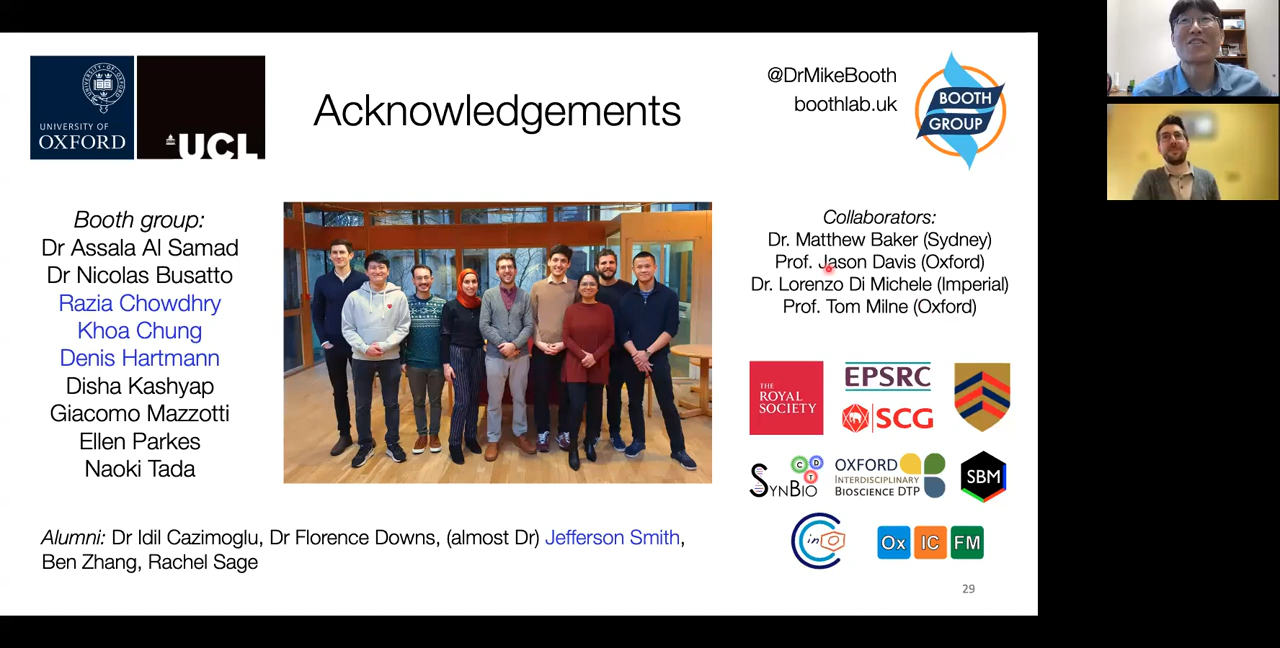 UNIVERSITY OF
OXFORD
UCL
Acknowledgements
@DrMikeBooth
boothlab.uk
BOOTH
GROUP
Booth group:
Dr Assala Al Samad
Dr Nicolas Busatto
Razia Chowdhry
Khoa Chung
Denis Hartmann
Disha Kashyap
Giacomo Mazzotti
Ellen Parkes
Naoki Tada
Collaborators:
Dr. Matthew Baker (Sydney)
Prof. Jason Davis (Oxford)
Dr. Lorenzo Di Michele (Imperial)
Prof. Tom Milne (Oxford)
THE
ROYAL
SOCIETY
EPSRC
SCG
SYNBIO
C
D
T
OXFORD
INTERDISCIPLINARY
BIOSCIENCE DTP
SBM
in
Ox IC FM
Alumni: Dr Idil Cazimoglu, Dr Florence Downs, (almost Dr) Jefferson Smith,
Ben Zhang, Rachel Sage
29